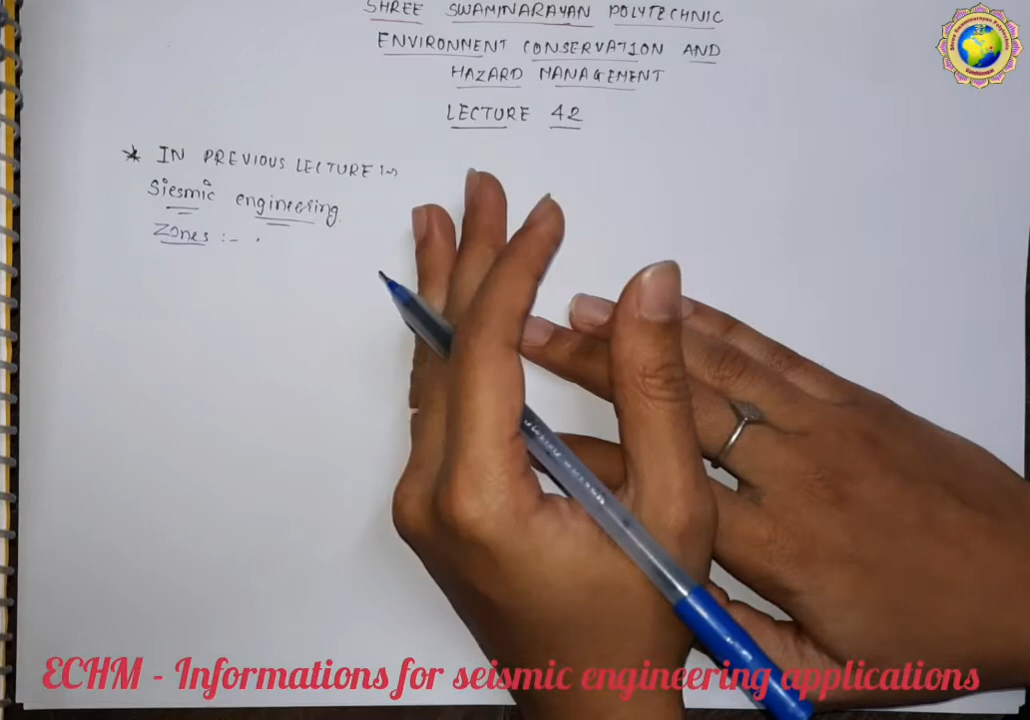 SHREE SWAMINARAYAN POLYTECHNIC
ENVIRONMENT CONSERVATION AND
HAZARD MANAGEMENT
LECTURE 42
* IN PREVIOUS LECTURE :~
Siesmic engineering
Zones :-
ECHM - Informations for seismic engineering applications